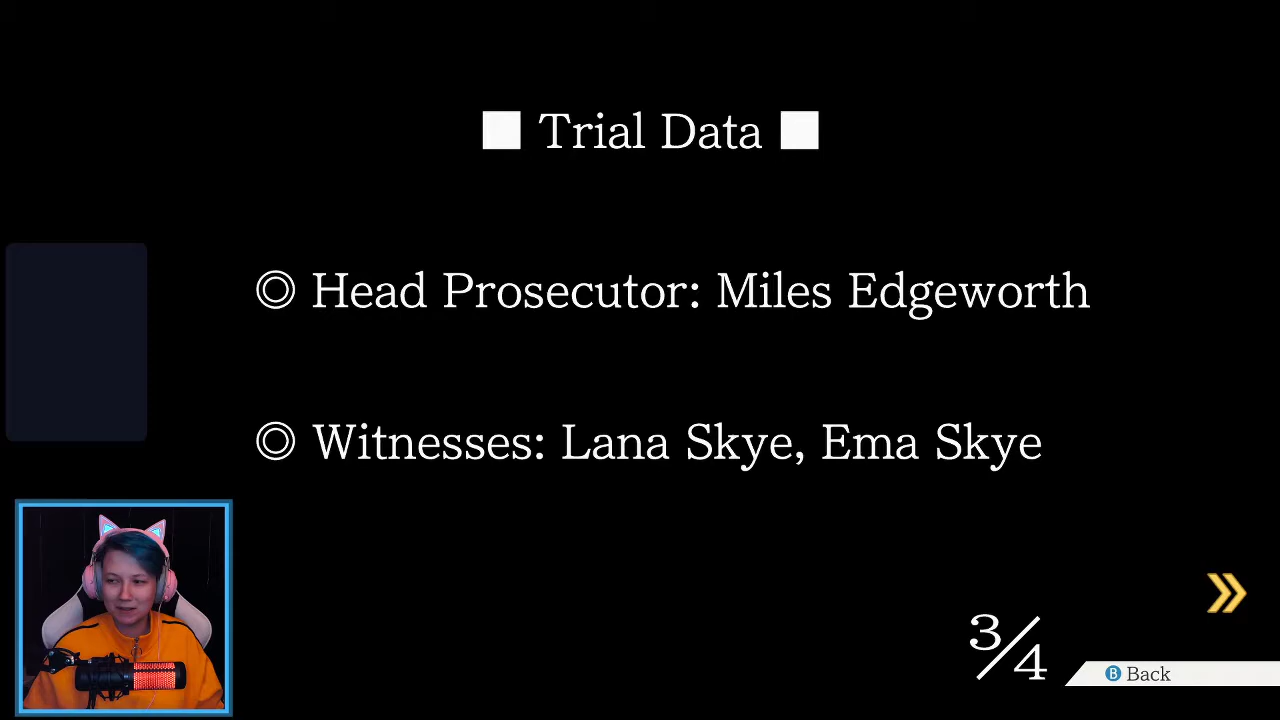 ■ Trial Data ■
◎ Head Prosecutor: Miles Edgeworth
◎ Witnesses: Lana Skye, Ema Skye
3/4
B Back